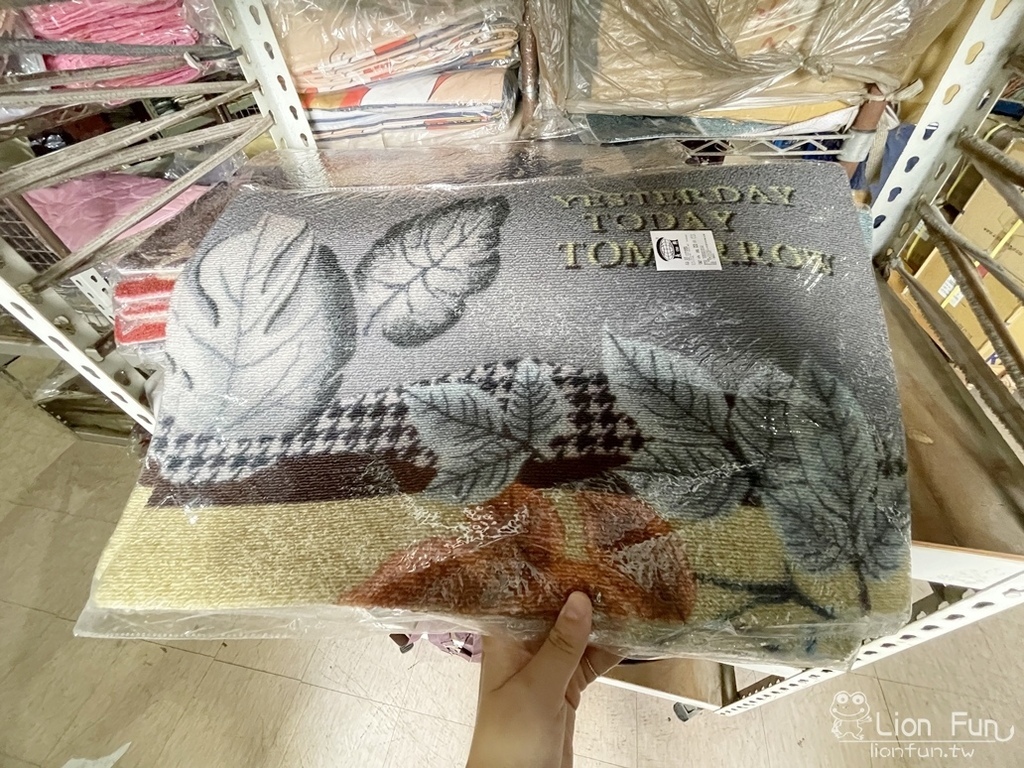 YESTERDAY
TODAY
TOMORROW
Lion Fun
lionfun.tw